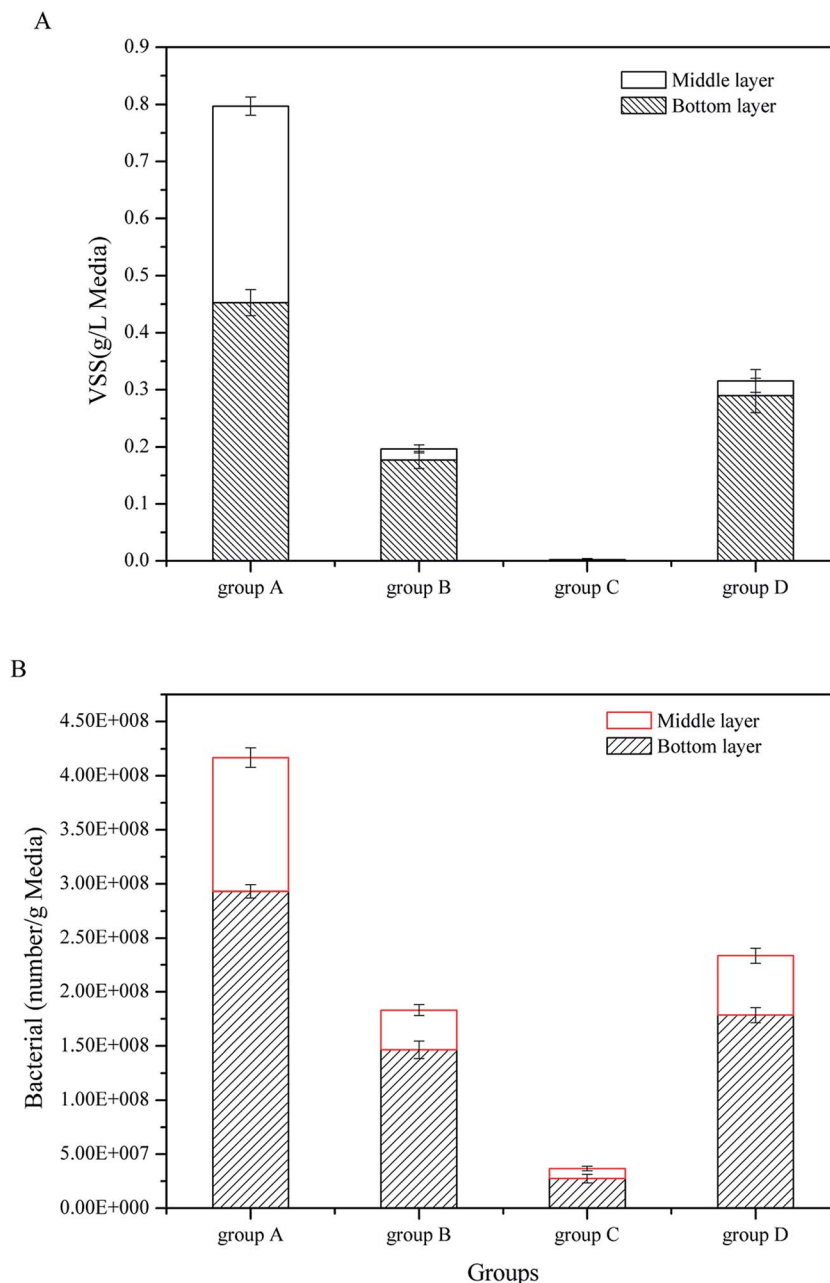 A
0.9
0.8
0.7
0.6
0.5
0.4
0.3
0.2
0.1
0.0
VSS(g/L Media)
Middle layer
Bottom layer
group A group B group C group D
B
4.50E+008
4.00E+008
3.50E+008
3.00E+008
2.50E+008
2.00E+008
1.50E+008
1.00E+008
5.00E+007
0.00E+000
Bacterial (number/g Media)
Middle layer
Bottom layer
group A group B group C group D
Groups